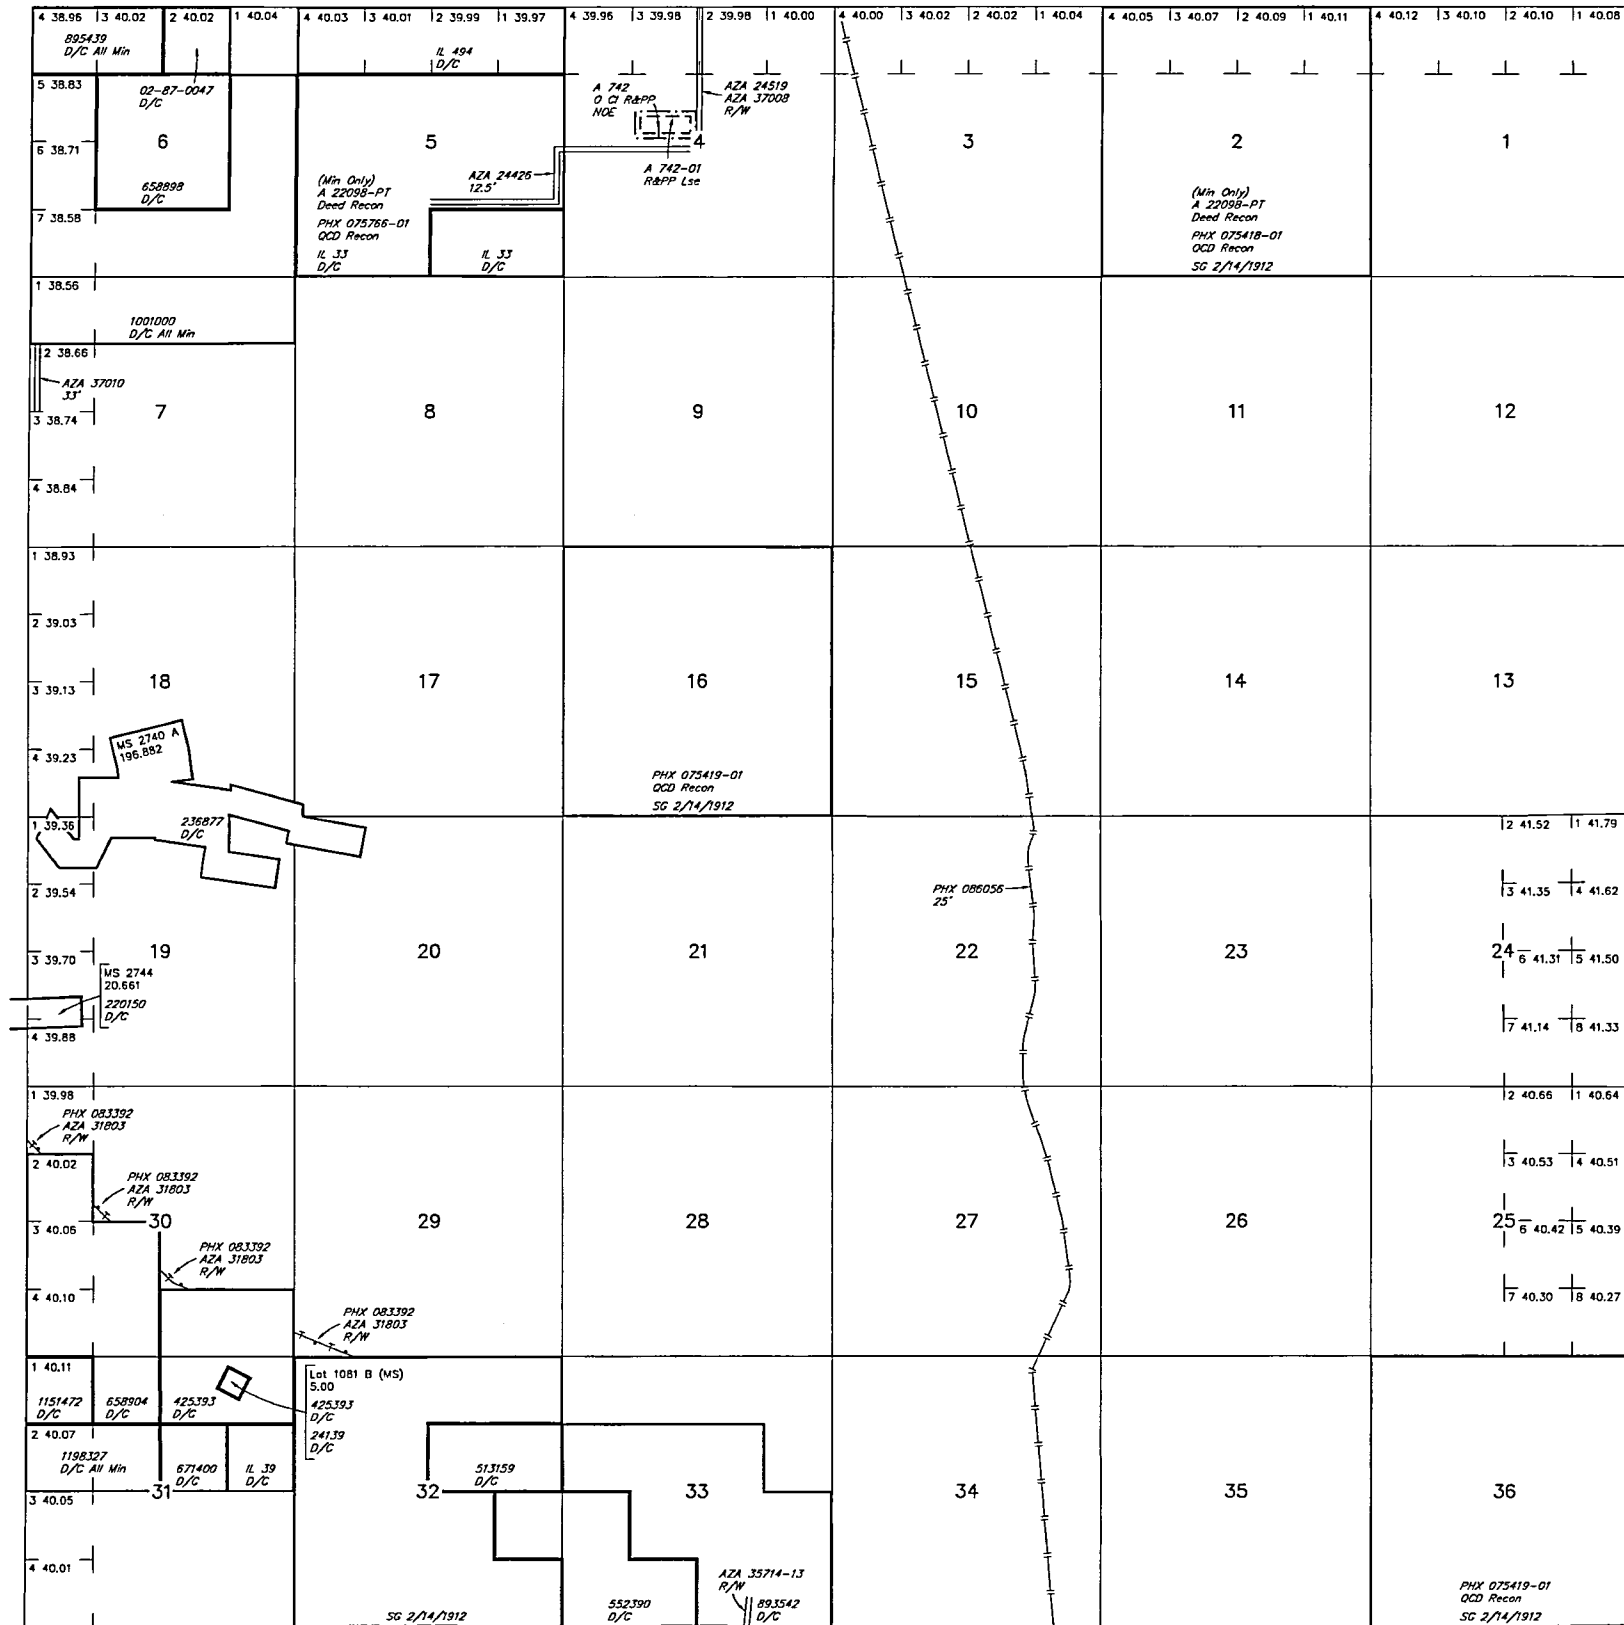 4 38.96 3 40.02 2 40.02 1 40.04 4 40.03 3 40.01 2 39.99 1 39.97 4 39.96 3 39.98 2 39.98 1 40.00 4 40.00 3 40.02 2 40.02 1 40.04 4 40.05 3 40.07 2 40.09 1 40.11 4 40.12 3 40.10 2 40.10 1 40.08
895439
D/C All Min
IL 494
D/C
5 38.83
02-87-0047
D/C
A 742
O Cl R&PP
NOE
AZA 24519
AZA 37008
R/W
6 38.71
6
5
4
3
2
1
658898
D/C
(Min Only)
A 22098-PT
Deed Recon
PHX 075766-01
QCD Recon
IL 33
D/C
AZA 24426
12.5'
A 742-01
R&PP Lse
IL 33
D/C
(Min Only)
A 22098-PT
Deed Recon
PHX 075418-01
QCD Recon
SG 2/14/1912
7 38.58
1 38.56
1001000
D/C All Min
2 38.66
AZA 37010
33'
3 38.74
7
8
9
10
11
12
4 38.84
1 38.93
2 39.03
3 39.13
18
17
16
15
14
13
MS 2740 A
196.882
4 39.23
PHX 075419-01
QCD Recon
SG 2/14/1912
1 39.36
236877
D/C
2 41.52 1 41.79
2 39.54
PHX 086056
25'
3 41.35 4 41.62
3 39.70
19
20
21
22
23
24
6 41.31 5 41.50
MS 2744
20.661
220150
D/C
4 39.88
7 41.14 8 41.33
1 39.98
2 40.66 1 40.64
PHX 083392
AZA 31803
R/W
2 40.02
3 40.53 4 40.51
PHX 083392
AZA 31803
R/W
3 40.06
30
29
28
27
26
25
6 40.42 5 40.39
PHX 083392
AZA 31803
R/W
4 40.10
7 40.30 8 40.27
PHX 083392
AZA 31803
R/W
1 40.11
1151472
D/C
658904
D/C
425393
D/C
Lot 1081 B (MS)
5.00
425393
D/C
24139
D/C
2 40.07
1198327
D/C All Min
671400
D/C
IL 39
D/C
513159
D/C
3 40.05
31
32
33
34
35
36
4 40.01
SG 2/14/1912
552390
D/C
AZA 35714-13
R/W
893542
D/C
PHX 075419-01
QCD Recon
SG 2/14/1912